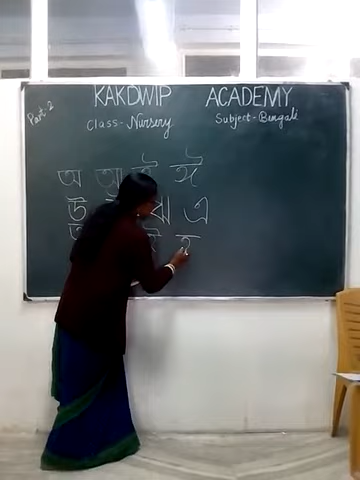 Part-2
KAKDWIP ACADEMY
Class-Nursery Subject-Bengali
অ আ ই ঈ
উ ঋ এ